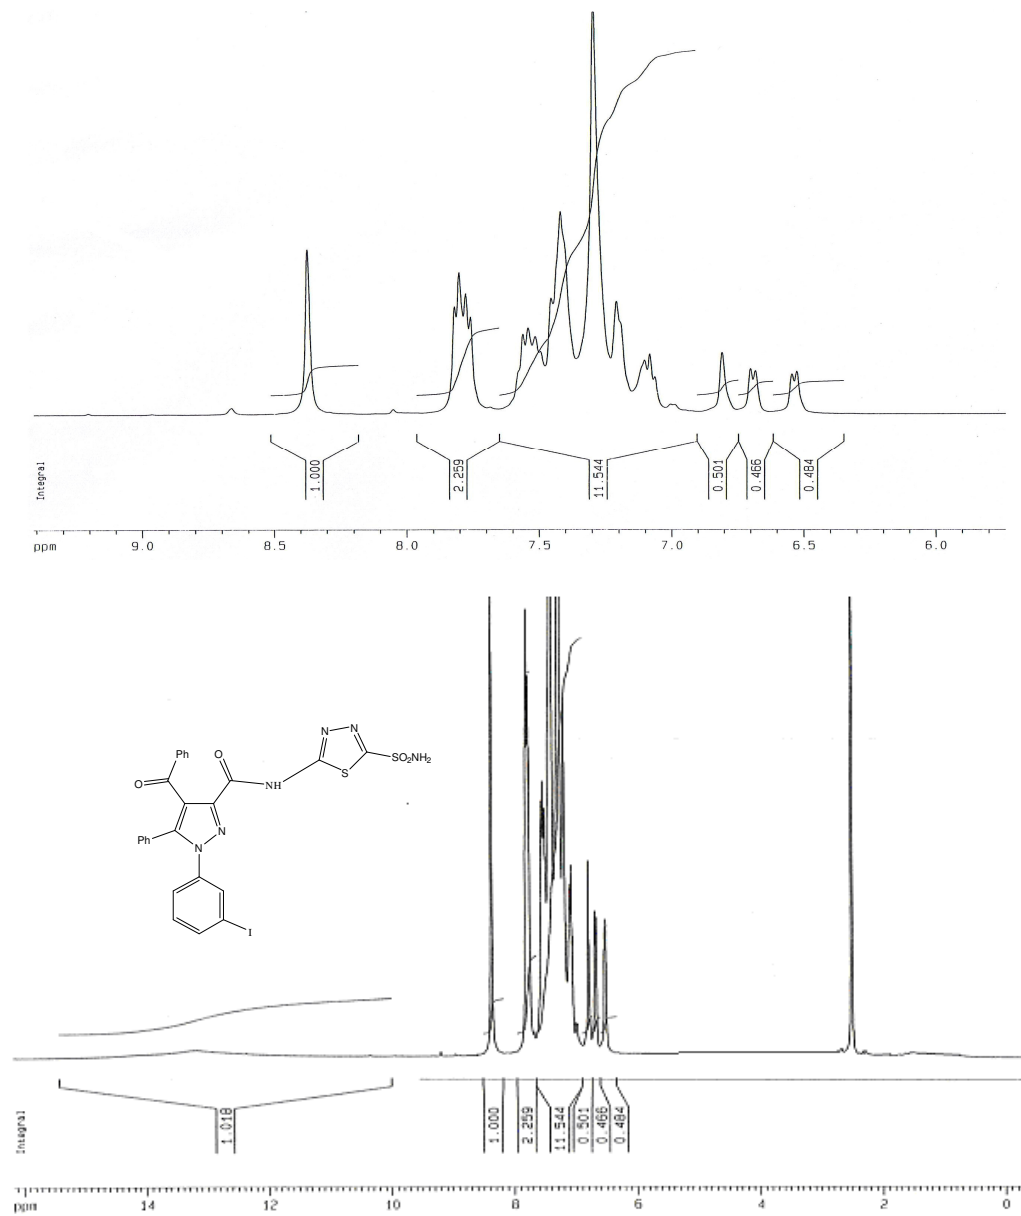 Integral
1.000
2.259
11.544
0.501
0.466
0.484
ppm 9.0 8.5 8.0 7.5 7.0 6.5 6.0
N N
Ph O S SO2NH2
O NH
N
Ph N
I
Integral
1.018
1.000
2.259
11.544
0.501
0.466
0.484
ppm 14 12 10 8 6 4 2 0